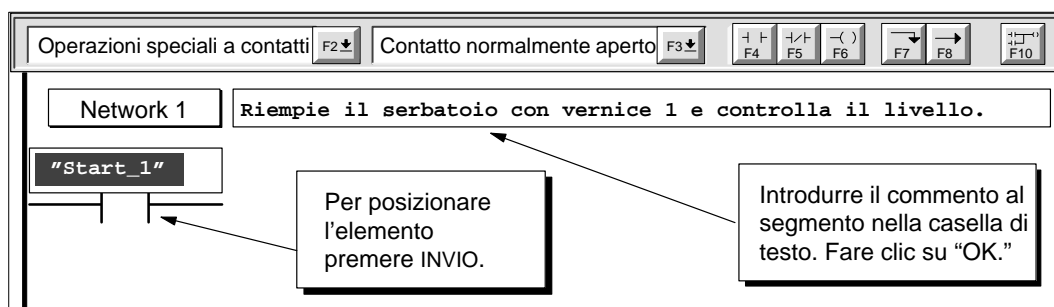 Operazioni speciali a contatti F2 Contatto normalmente aperto F3 F4 F5 F6 F7 F8 F10
Network 1 Riempie il serbatoio con vernice 1 e controlla il livello.
"Start_1"
Per posizionare
l'elemento
premere INVIO.
Introdurre il commento al
segmento nella casella di
testo. Fare clic su “OK.”